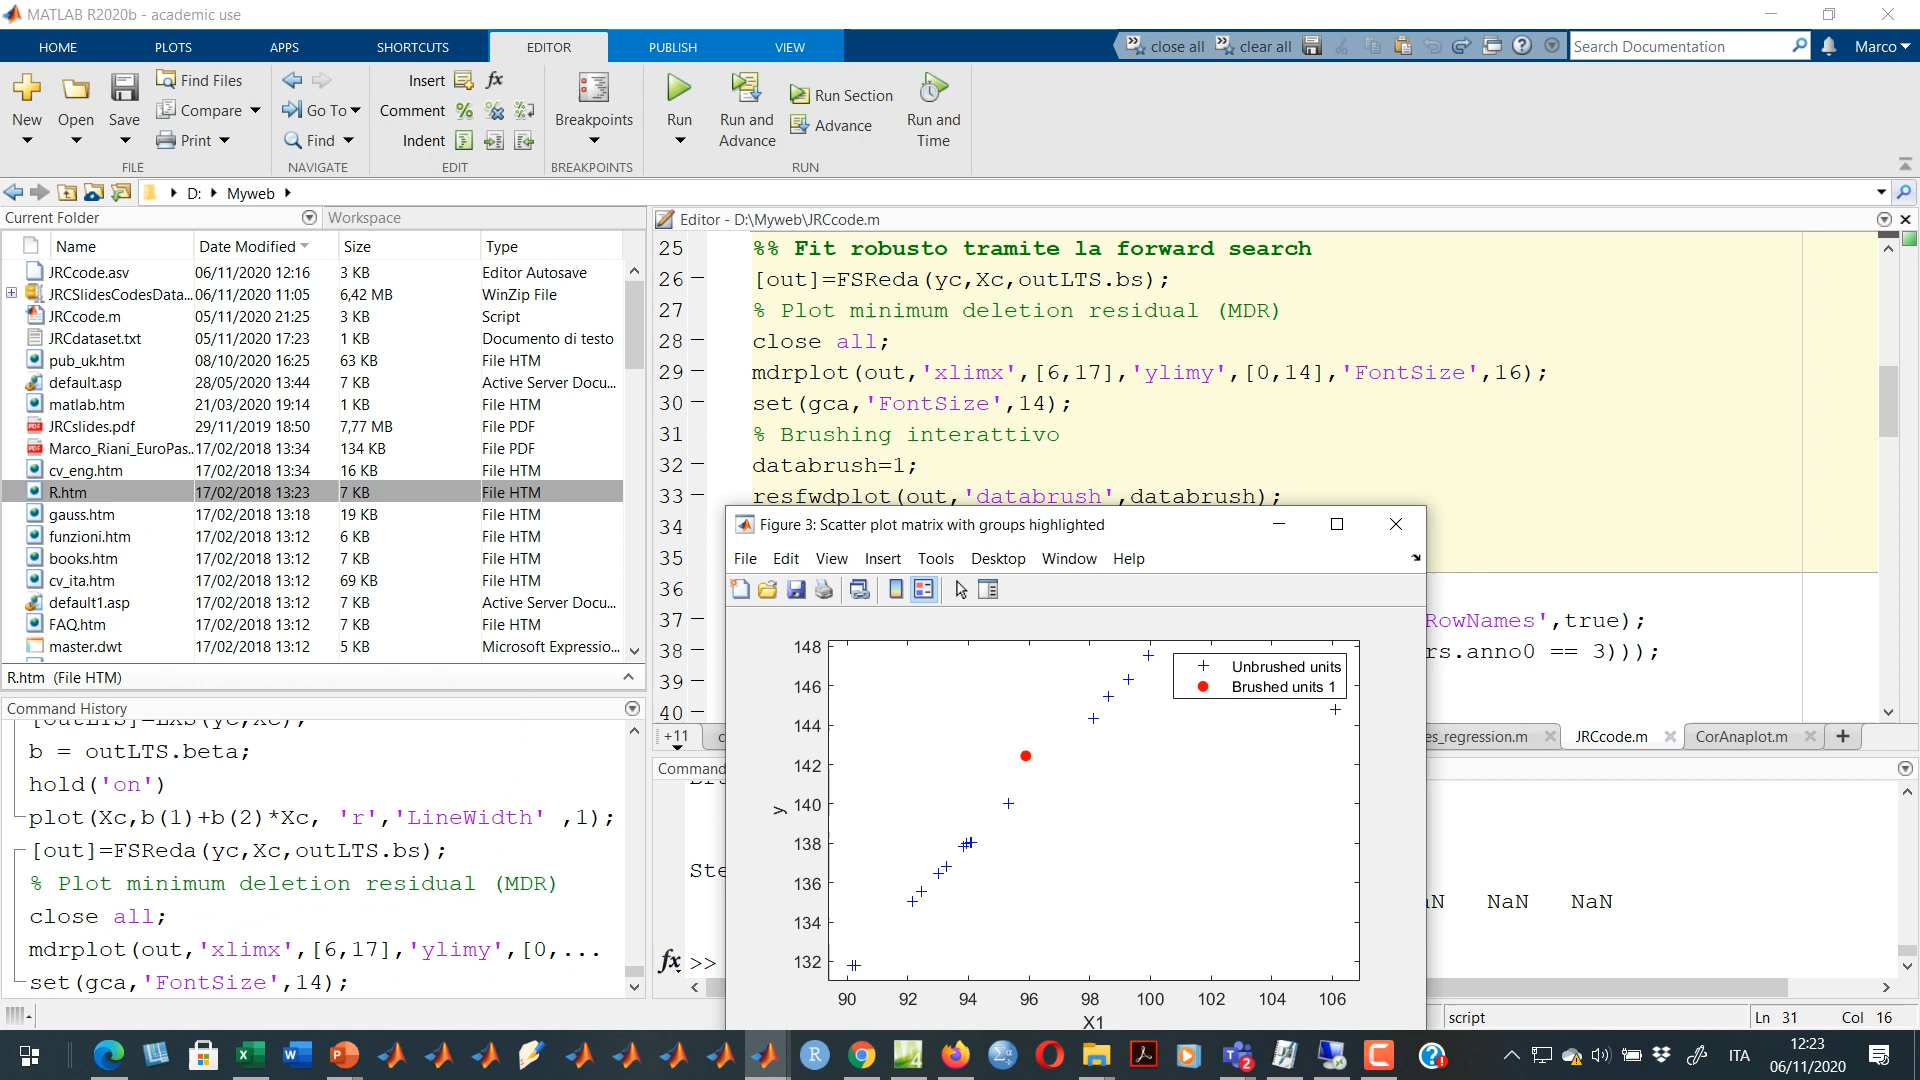 MATLAB R2020b - academic use
HOME PLOTS APPS SHORTCUTS EDITOR PUBLISH VIEW
close all clear all Search Documentation Marco
New Open Save Find Files Compare Print
Go To Find
Insert Comment Indent
Breakpoints
Run Run and Advance Run Section Advance Run and Time
FILE NAVIGATE EDIT BREAKPOINTS RUN
D: Myweb
Current Folder
Workspace
Name Date Modified Size Type
JRCcode.asv 06/11/2020 12:16 3 KB Editor Autosave
JRCSlidesCodesData... 06/11/2020 11:05 6,42 MB WinZip File
JRCcode.m 05/11/2020 21:25 3 KB Script
JRCdataset.txt 05/11/2020 17:23 1 KB Documento di testo
pub_uk.htm 08/10/2020 16:25 63 KB File HTM
default.asp 28/05/2020 13:44 7 KB Active Server Docu...
matlab.htm 21/03/2020 19:14 1 KB File HTM
JRCslides.pdf 29/11/2019 18:50 7,77 MB File PDF
Marco_Riani_EuroPas... 17/02/2018 13:34 134 KB File PDF
cv_eng.htm 17/02/2018 13:34 16 KB File HTM
R.htm 17/02/2018 13:23 7 KB File HTM
gauss.htm 17/02/2018 13:18 19 KB File HTM
funzioni.htm 17/02/2018 13:12 6 KB File HTM
books.htm 17/02/2018 13:12 7 KB File HTM
cv_ita.htm 17/02/2018 13:12 69 KB File HTM
default1.asp 17/02/2018 13:12 7 KB Active Server Docu...
FAQ.htm 17/02/2018 13:12 7 KB File HTM
master.dwt 17/02/2018 13:12 5 KB Microsoft Expressio...
R.htm (File HTM)
Command History
[outLTS]=LXS(yc,Xc);
b = outLTS.beta;
hold('on')
plot(Xc,b(1)+b(2)*Xc, 'r','LineWidth' ,1);
[out]=FSReda(yc,Xc,outLTS.bs);
% Plot minimum deletion residual (MDR)
close all;
mdrplot(out,'xlimx',[6,17],'ylimy',[0,...
set(gca,'FontSize',14);
Editor - D:\Myweb\JRCcode.m
25 %% Fit robusto tramite la forward search
26 [out]=FSReda(yc,Xc,outLTS.bs);
27 % Plot minimum deletion residual (MDR)
28 close all;
29 mdrplot(out,'xlimx',[6,17],'ylimy',[0,14],'FontSize',16);
30 set(gca,'FontSize',14);
31 % Brushing interattivo
32 databrush=1;
33 resfwdplot(out,'databrush',databrush);
34
35
36
37 RowNames',true);
38 rs.anno0 == 3)));
39
40
+11 es_regression.m JRCcode.m CorAnaplot.m +
Command
Ste
NaN NaN
fx >>
Figure 3: Scatter plot matrix with groups highlighted
File Edit View Insert Tools Desktop Window Help
Unbrushed units
Brushed units 1
148
146
144
142
140
138
136
134
132
y
90 92 94 96 98 100 102 104 106
X1
script Ln 31 Col 16
ITA
12:23
06/11/2020